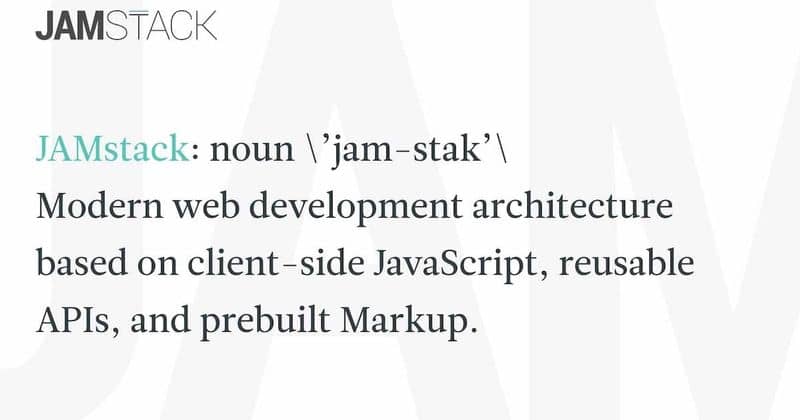 JAMSTACK
JAMstack: noun \’jam-stak’\
Modern web development architecture
based on client-side JavaScript, reusable
APIs, and prebuilt Markup.